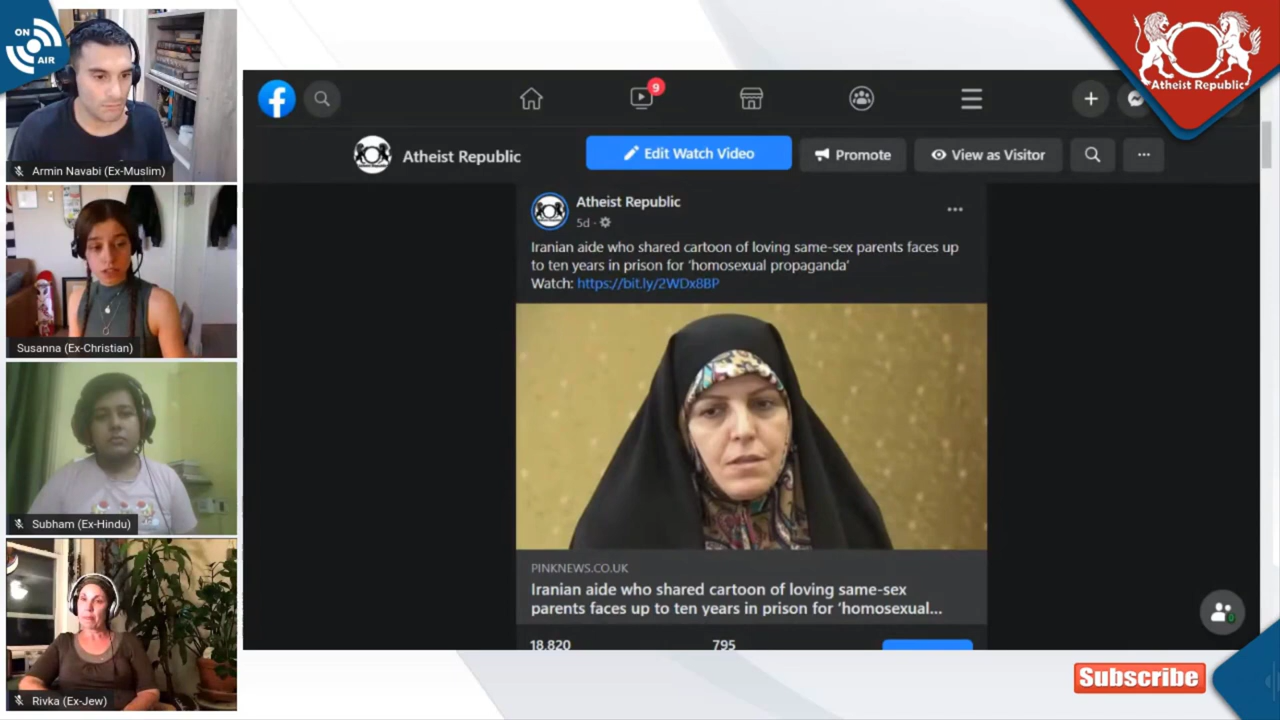 ON
AIR
Armin Navabi (Ex-Muslim)
Susanna (Ex-Christian)
Subham (Ex-Hindu)
Rivka (Ex-Jew)
9
Atheist Republic
Edit Watch Video
Promote
View as Visitor
Atheist Republic
5d
Iranian aide who shared cartoon of loving same-sex parents faces up
to ten years in prison for ‘homosexual propaganda’
Watch: https://bit.ly/2WDx8BP
PINKNEWS.CO.UK
Iranian aide who shared cartoon of loving same-sex
parents faces up to ten years in prison for ‘homosexual...
18,820
795
Atheist Republic
0
Subscribe